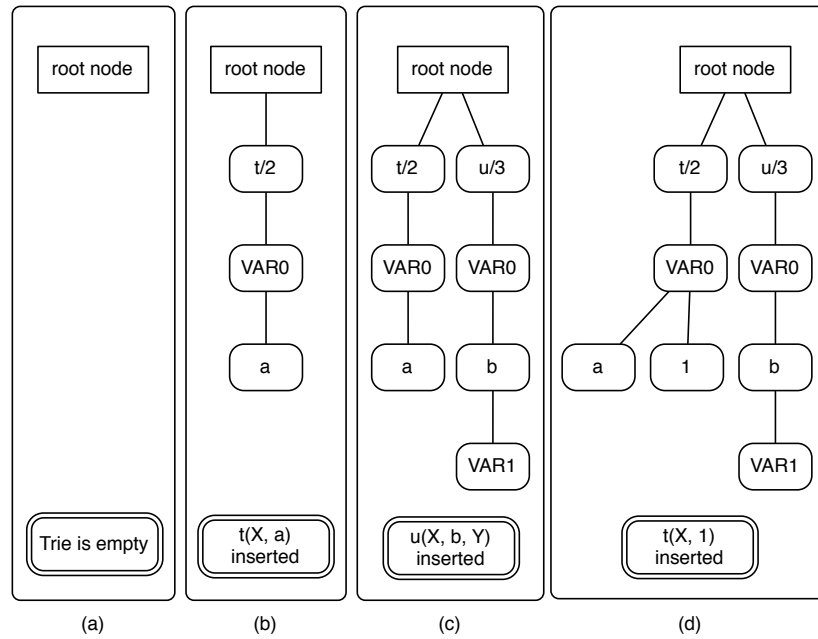 root node
Trie is empty
(a)
root node
t/2
VAR0
a
t(X, a)
inserted
(b)
root node
t/2
u/3
VAR0
VAR0
a
b
VAR1
u(X, b, Y)
inserted
(c)
root node
t/2
u/3
VAR0
VAR0
a
1
b
VAR1
t(X, 1)
inserted
(d)